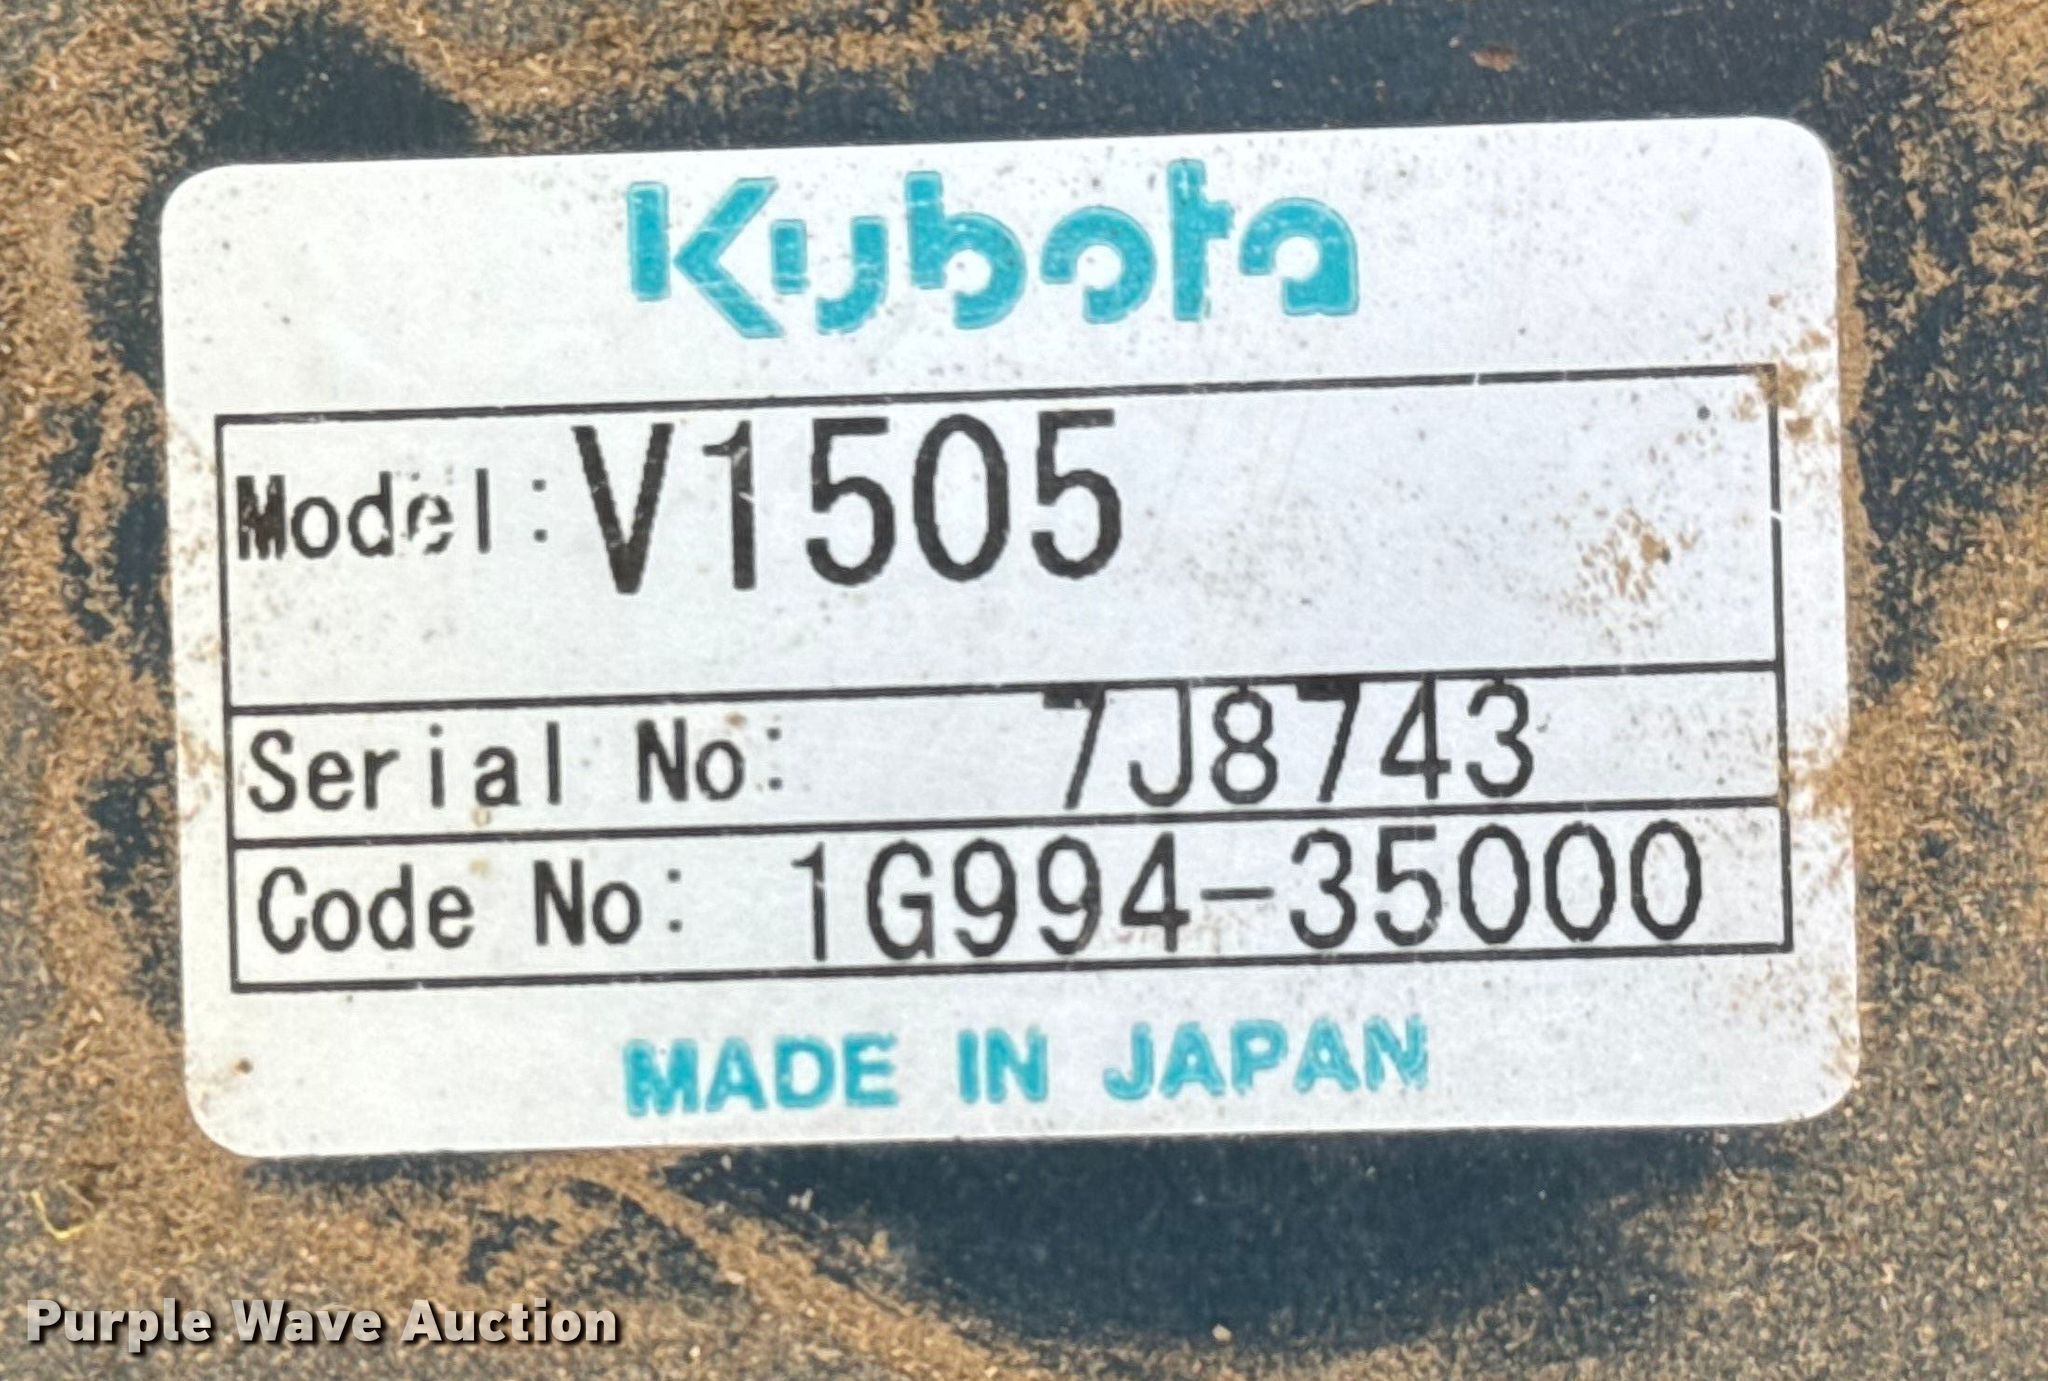 Kubota
Model: V1505
Serial No: 7J8743
Code No: 1G994-35000
MADE IN JAPAN
Purple Wave Auction